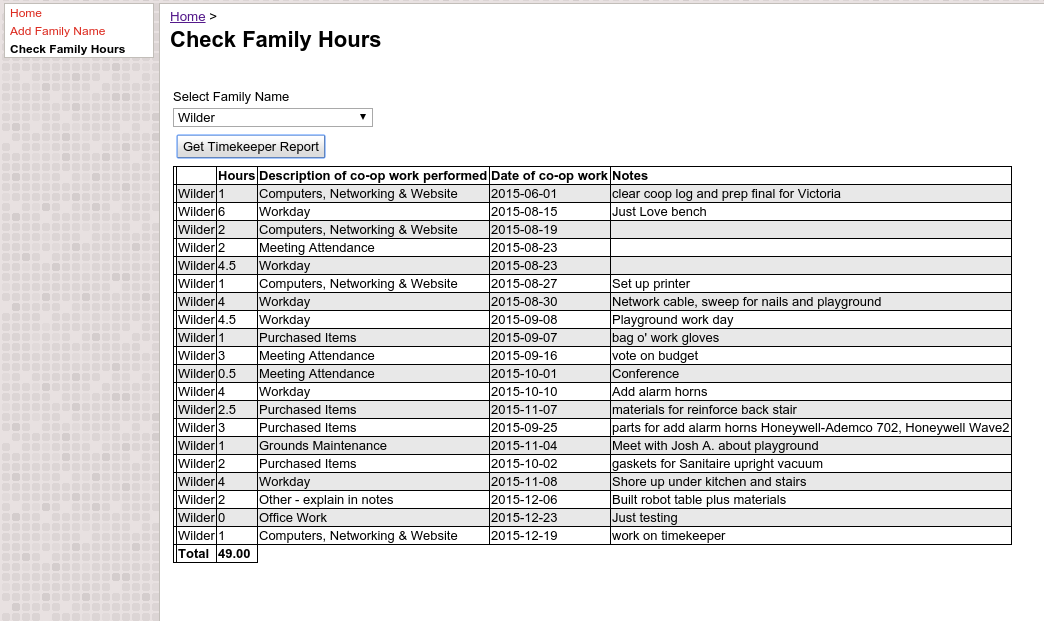 Home
Add Family Name
Check Family Hours
Home >
Check Family Hours
Select Family Name
Wilder
Get Timekeeper Report
Hours Description of co-op work performed Date of co-op work Notes
Wilder 1 Computers, Networking & Website 2015-06-01 clear coop log and prep final for Victoria
Wilder 6 Workday 2015-08-15 Just Love bench
Wilder 2 Computers, Networking & Website 2015-08-19
Wilder 2 Meeting Attendance 2015-08-23
Wilder 4.5 Workday 2015-08-23
Wilder 1 Computers, Networking & Website 2015-08-27 Set up printer
Wilder 4 Workday 2015-08-30 Network cable, sweep for nails and playground
Wilder 4.5 Workday 2015-09-08 Playground work day
Wilder 1 Purchased Items 2015-09-07 bag o' work gloves
Wilder 3 Meeting Attendance 2015-09-16 vote on budget
Wilder 0.5 Meeting Attendance 2015-10-01 Conference
Wilder 4 Workday 2015-10-10 Add alarm horns
Wilder 2.5 Purchased Items 2015-11-07 materials for reinforce back stair
Wilder 3 Purchased Items 2015-09-25 parts for add alarm horns Honeywell-Ademco 702, Honeywell Wave2
Wilder 1 Grounds Maintenance 2015-11-04 Meet with Josh A. about playground
Wilder 2 Purchased Items 2015-10-02 gaskets for Sanitaire upright vacuum
Wilder 4 Workday 2015-11-08 Shore up under kitchen and stairs
Wilder 2 Other - explain in notes 2015-12-06 Built robot table plus materials
Wilder 0 Office Work 2015-12-23 Just testing
Wilder 1 Computers, Networking & Website 2015-12-19 work on timekeeper
Total 49.00